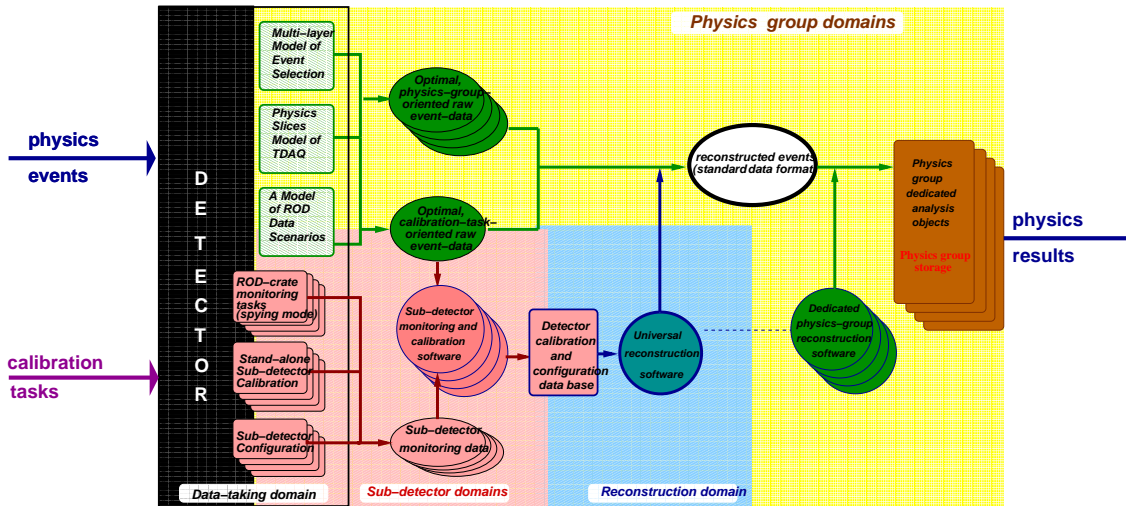 Physics group domains
physics
events
calibration
tasks
DETECTOR
Multi–layer
Model of
Event
Selection
Physics
Slices
Model of
TDAQ
A Model
of ROD
Data
Scenarios
ROD–crate
monitoring
tasks
(spying mode)
Stand–alone
Sub–detector
Calibration
Sub–detector
Configuration
Data–taking domain
Optimal,
physics–group–
oriented raw
event–data
Optimal,
calibration–task–
oriented raw
event–data
Sub–detector
monitoring and
calibration
software
Sub–detector
monitoring data
Sub–detector domains
Detector
calibration
and
configuration
data base
Universal
reconstruction
software
Reconstruction domain
reconstructed events
(standard data format)
Dedicated
physics–group
reconstruction
software
Physics
group
dedicated
analysis
objects
Physics group
storage
physics
results